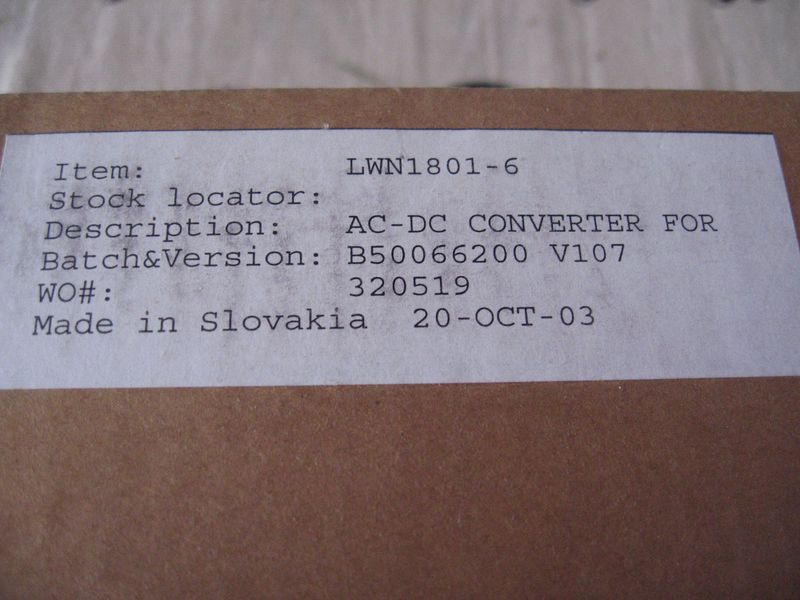 Item: LWN1801-6
Stock locator:
Description: AC-DC CONVERTER FOR
Batch&Version: B50066200 V107
WO#: 320519
Made in Slovakia 20-OCT-03